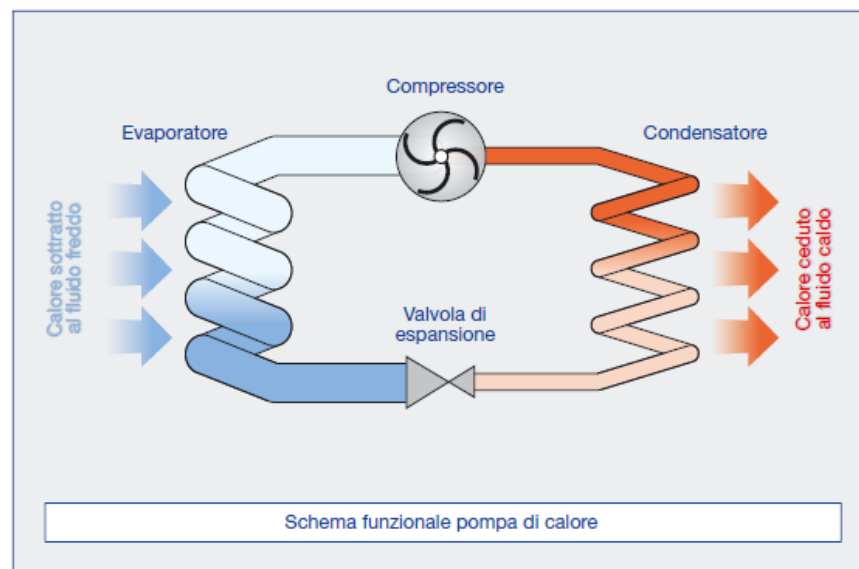 Compressore
Evaporatore
Condensatore
Calore sottratto
al fluido freddo
Calore ceduto
al fluido caldo
Valvola di
espansione
Schema funzionale pompa di calore